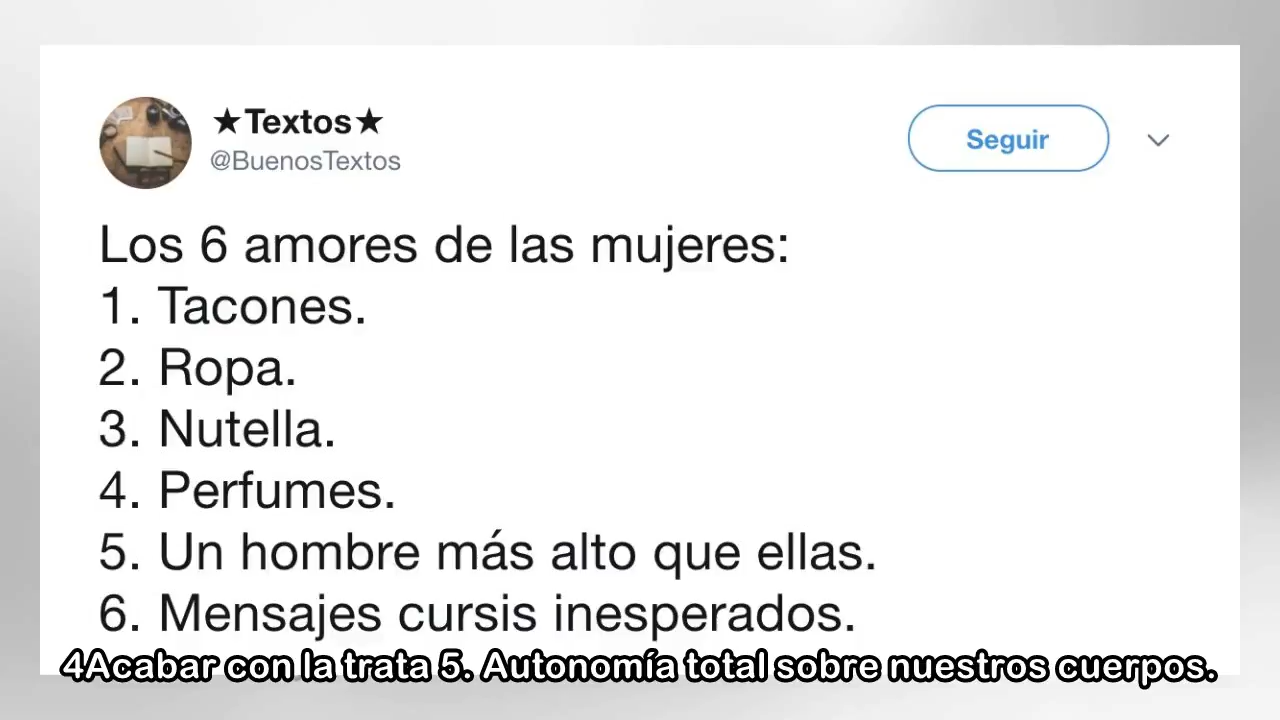 ★Textos★
@BuenosTextos
Seguir
Los 6 amores de las mujeres:
1. Tacones.
2. Ropa.
3. Nutella.
4. Perfumes.
5. Un hombre más alto que ellas.
6. Mensajes cursis inesperados.
4Acabar con la trata 5. Autonomía total sobre nuestros cuerpos.